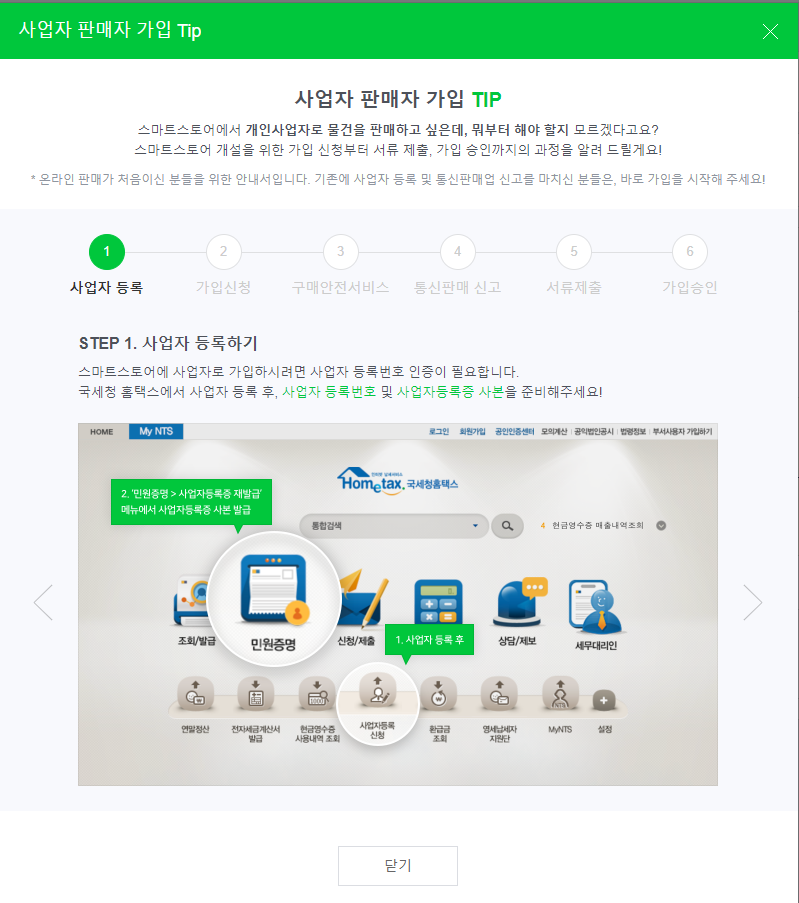 사업자 판매자 가입 Tip
사업자 판매자 가입 TIP
스마트스토어에서 개인사업자로 물건을 판매하고 싶은데, 뭐부터 해야 할지 모르겠다고요?
스마트스토어 개설을 위한 가입 신청부터 서류 제출, 가입 승인까지의 과정을 알려 드릴게요!
* 온라인 판매가 처음이신 분들을 위한 안내서입니다. 기존에 사업자 등록 및 통신판매업 신고를 마치신 분들은, 바로 가입을 시작해 주세요!
1 2 3 4 5 6
사업자 등록 가입신청 구매안전서비스 통신판매 신고 서류제출 가입승인
STEP 1. 사업자 등록하기
스마트스토어에 사업자로 가입하시려면 사업자 등록번호 인증이 필요합니다.
국세청 홈택스에서 사업자 등록 후, 사업자 등록번호 및 사업자등록증 사본을 준비해주세요!
HOME My NTS 로그인 회원가입 공인인증센터 모의계산 공익법인공시 법령정보 부서사용자 가입하기
Hometax. 국세청홈택스
2. '민원증명 > 사업자등록증 재발급'
메뉴에서 사업자등록증 사본 발급
통합검색 4 현금영수증 매출내역조회
조회/발급 민원증명 신청/제출 상담/제보 세무대리인
1. 사업자 등록 후
연말정산 전자세금계산서 현금영수증 사업자등록 환급금 영세납세자 MyNTS 설정
발급 사용내역 조회 신청 조회 지원단
닫기